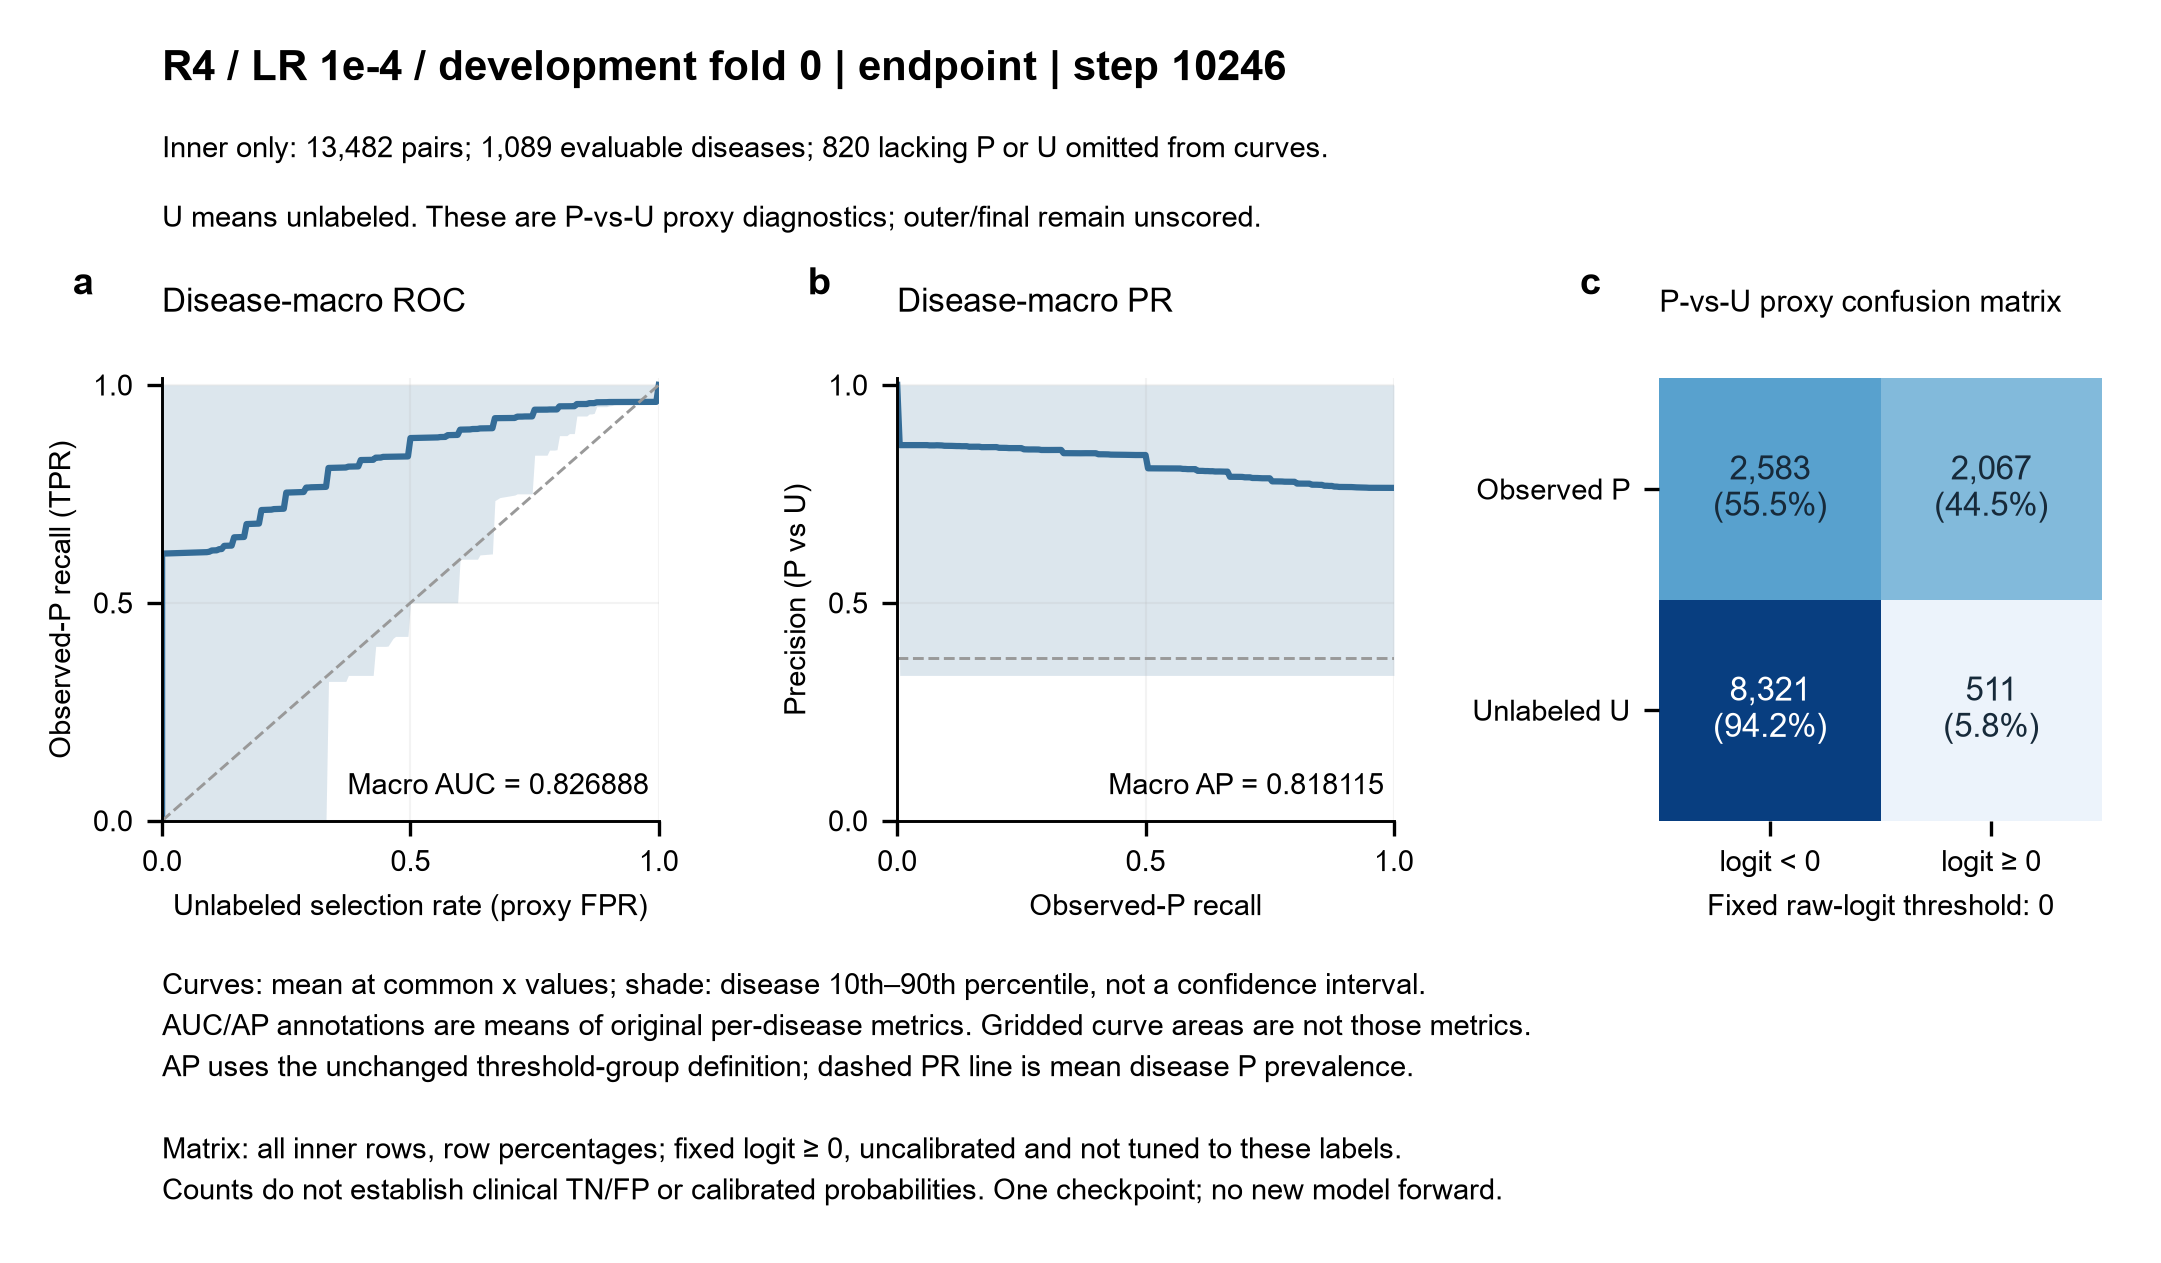 R4 / LR 1e-4 / development fold 0 | endpoint | step 10246
Inner only: 13,482 pairs; 1,089 evaluable diseases; 820 lacking P or U omitted from curves.
U means unlabeled. These are P-vs-U proxy diagnostics; outer/final remain unscored.
a
Disease-macro ROC
1.0
0.5
0.0
Observed-P recall (TPR)
Macro AUC = 0.826888
0.0
0.5
1.0
Unlabeled selection rate (proxy FPR)
b
Disease-macro PR
1.0
0.5
0.0
Precision (P vs U)
Macro AP = 0.818115
0.0
0.5
1.0
Observed-P recall
c
P-vs-U proxy confusion matrix
Observed P
2,583
(55.5%)
2,067
(44.5%)
Unlabeled U
8,321
(94.2%)
511
(5.8%)
logit < 0
logit ≥ 0
Fixed raw-logit threshold: 0
Curves: mean at common x values; shade: disease 10th–90th percentile, not a confidence interval.
AUC/AP annotations are means of original per-disease metrics. Gridded curve areas are not those metrics.
AP uses the unchanged threshold-group definition; dashed PR line is mean disease P prevalence.
Matrix: all inner rows, row percentages; fixed logit ≥ 0, uncalibrated and not tuned to these labels.
Counts do not establish clinical TN/FP or calibrated probabilities. One checkpoint; no new model forward.